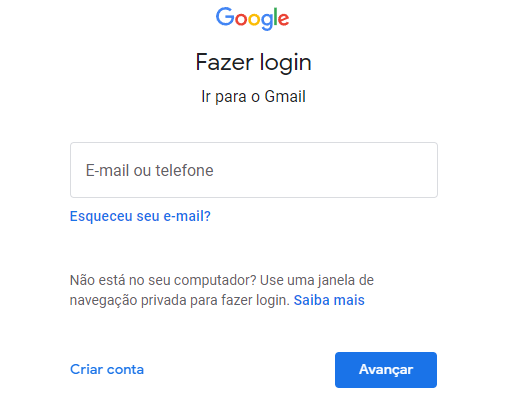 Google
Fazer login
Ir para o Gmail
E-mail ou telefone
Esqueceu seu e-mail?
Não está no seu computador? Use uma janela de
navegação privada para fazer login. Saiba mais
Criar conta
Avançar